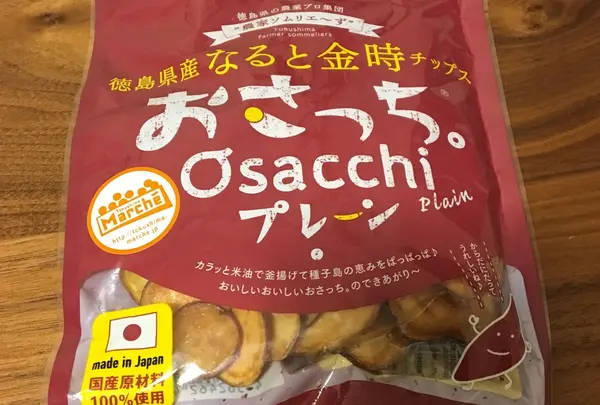 徳島県の農業プロ集団
"農家ソムリエ〜ず"
Tokushima
farmer sommeliers
徳島県産なると金時チップス
おさっち。®
Osacchi
プレーン
Plain
Tokushima
Marché
http://tokushima-
marche.jp
カラッと米油で釜揚げて種子島の恵みをぱっぱっぱ♪
おいしいおいしいおさっち。のできあがり〜
made in Japan
国産原材料
100%使用